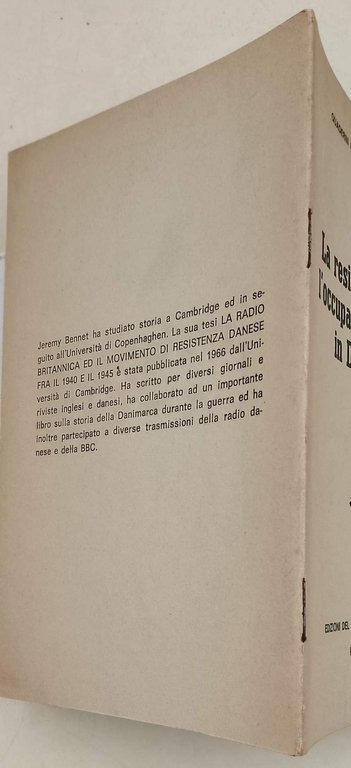 Jeremy Bennet ha studiato storia a Cambridge ed in se-
guito all'Università di Copenhaghen. La sua tesi LA RADIO
BRITANNICA ED IL MOVIMENTO DI RESISTENZA DANESE
FRA IL 1940 E IL 1945 è stata pubblicata nel 1966 dall'Uni-
versità di Cambridge. Ha scritto per diversi giornali e
riviste inglesi e danesi, ha collaborato ad un importante
libro sulla storia della Danimarca durante la guerra ed ha
inoltre partecipato a diverse trasmissioni della radio da-
nese e della BBC.
QUADERNI
La resi
l'occupa
in D
EDIZIONI DEL